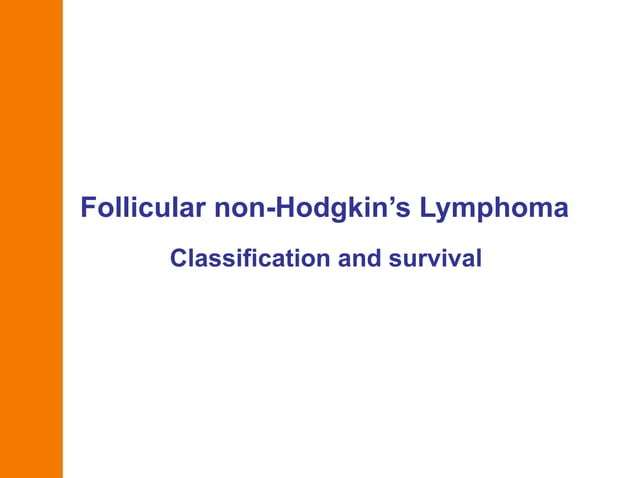 Follicular non-Hodgkin’s Lymphoma
Classification and survival